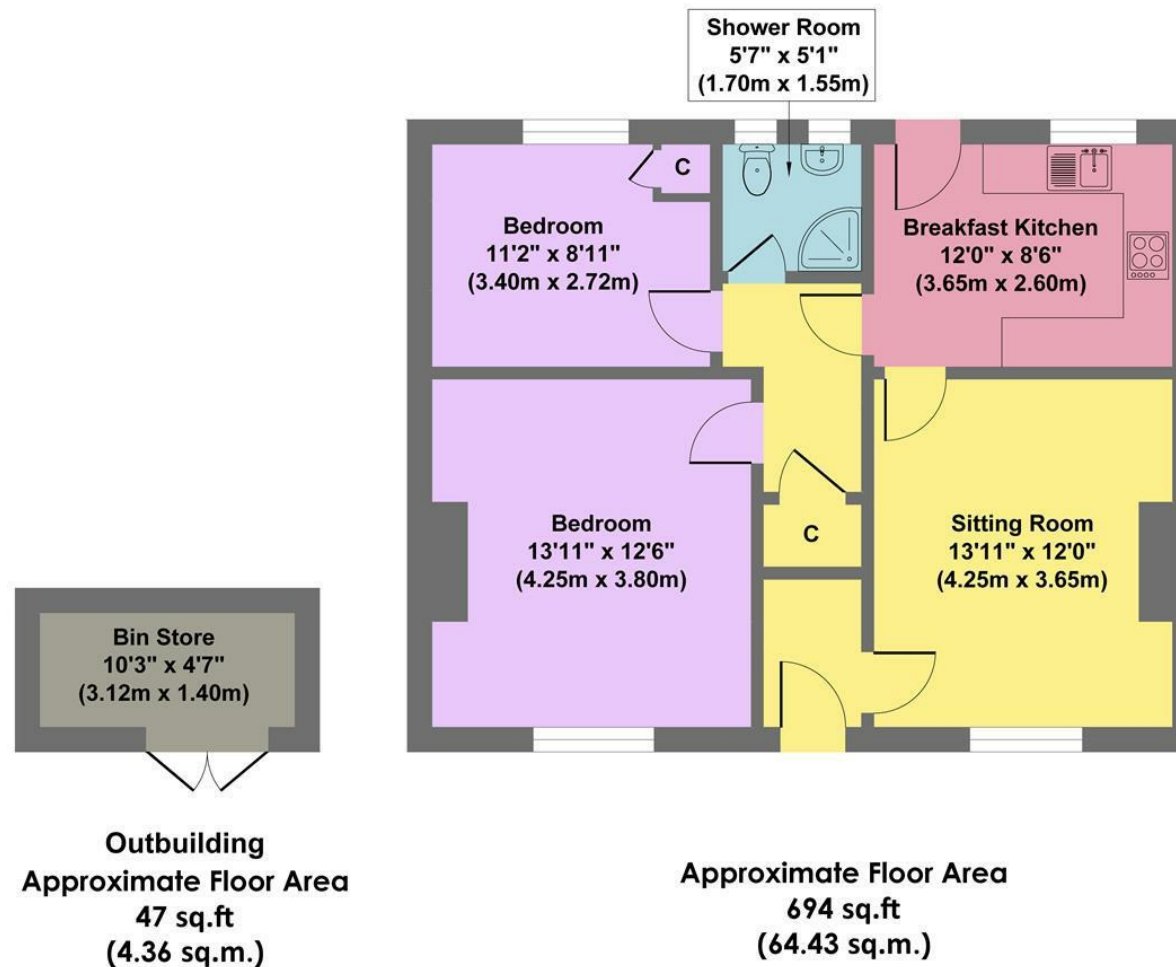 Shower Room
5'7" x 5'1"
(1.70m x 1.55m)
C
Bedroom
11'2" x 8'11"
(3.40m x 2.72m)
Breakfast Kitchen
12'0" x 8'6"
(3.65m x 2.60m)
Bedroom
13'11" x 12'6"
(4.25m x 3.80m)
C
Sitting Room
13'11" x 12'0"
(4.25m x 3.65m)
Bin Store
10'3" x 4'7"
(3.12m x 1.40m)
Outbuilding
Approximate Floor Area
47 sq.ft
(4.36 sq.m.)
Approximate Floor Area
694 sq.ft
(64.43 sq.m.)